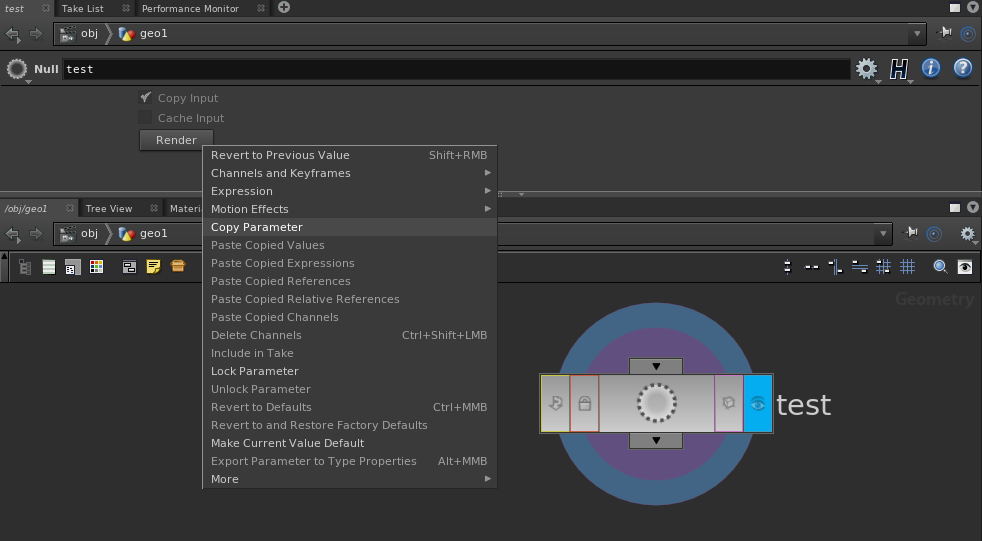 test Take List Performance Monitor
obj geo1
Null test
Copy Input
Cache Input
Render
Revert to Previous Value Shift+RMB
Channels and Keyframes
Expression
Motion Effects
Copy Parameter
Paste Copied Values
Paste Copied Expressions
Paste Copied References
Paste Copied Relative References
Paste Copied Channels
Delete Channels Ctrl+Shift+LMB
Include in Take
Lock Parameter
Unlock Parameter
Revert to Defaults Ctrl+MMB
Revert to and Restore Factory Defaults
Make Current Value Default
Export Parameter to Type Properties Alt+MMB
More
/obj/geo1 Tree View Materi
obj geo1
Geometry
test